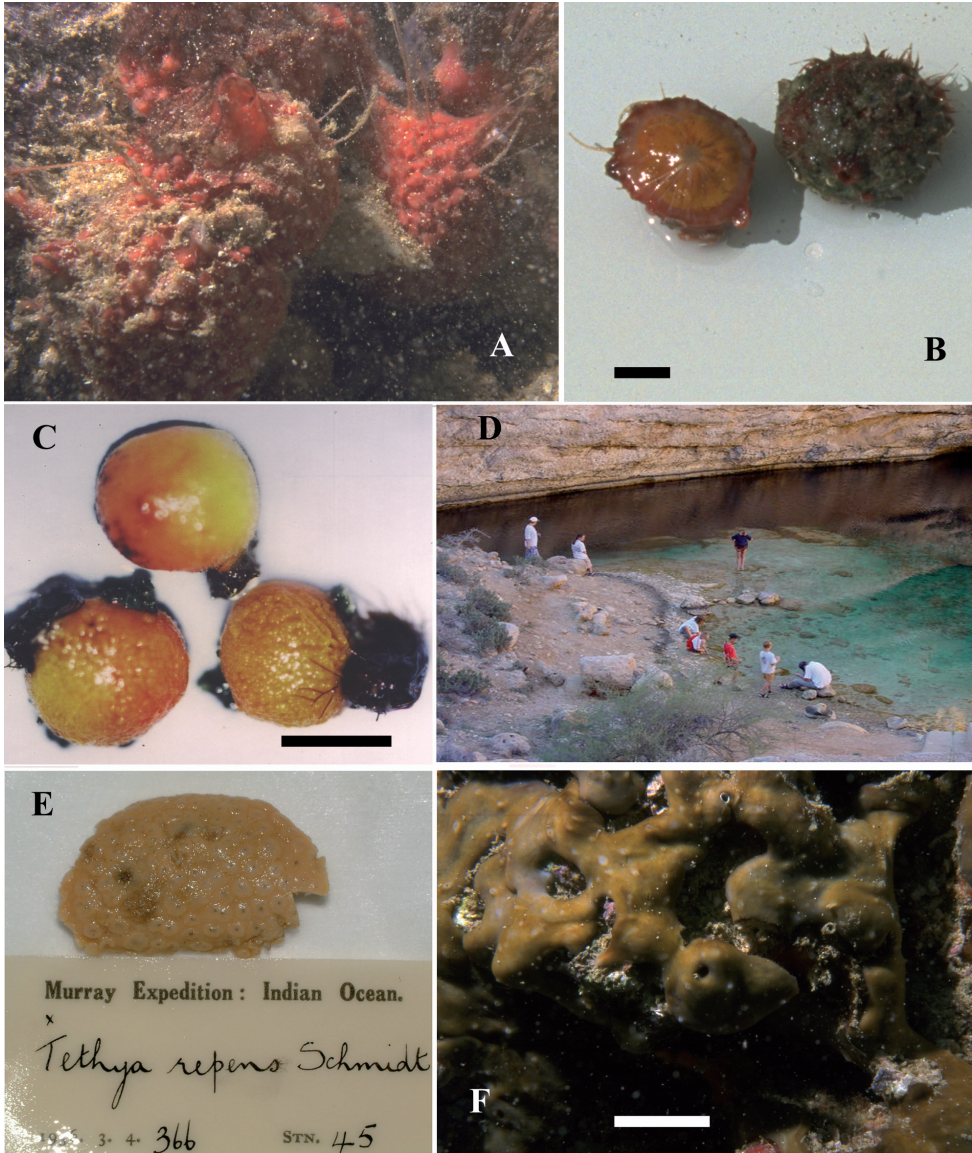 A
B
C
D
E
Murray Expedition: Indian Ocean.
x
Tethya repens Schmidt
3. 4. 366 STN. 45
F